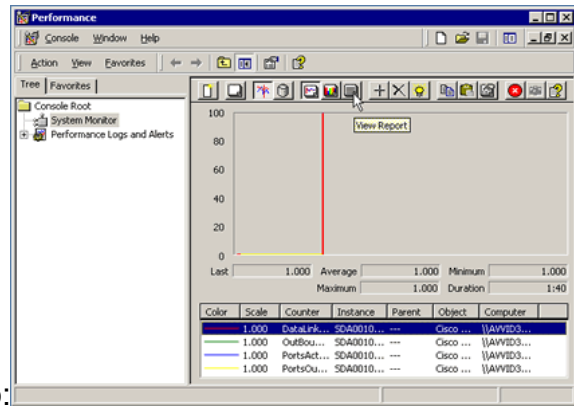 Performance
Console Window Help
Action View Favorites
Tree Favorites
Console Root
System Monitor
Performance Logs and Alerts
View Report
100
80
60
40
20
0
Last 1.000 Average 1.000 Minimum 1.000
Maximum 1.000 Duration 1:40
Color Scale Counter Instance Parent Object Computer
1.000 DataLink... SDA0010... --- Cisco ... \\AVVID3...
1.000 OutBou... SDA0010... --- Cisco ... \\AVVID3...
1.000 PortsAct... SDA0010... --- Cisco ... \\AVVID3...
1.000 PortsOu... SDA0010... --- Cisco ... \\AVVID3...